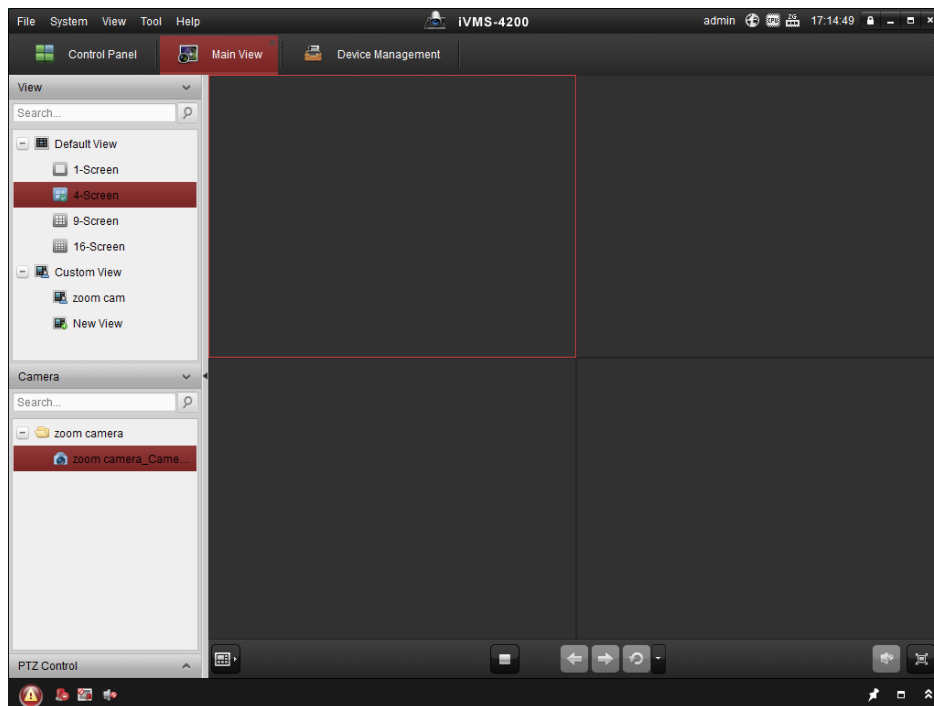 File System View Tool Help iVMS-4200 admin CPU 2G 17:14:49
Control Panel Main View Device Management
View
Search...
Default View
1-Screen
4-Screen
9-Screen
16-Screen
Custom View
zoom cam
New View
Camera
Search...
zoom camera
zoom camera_Came...
PTZ Control